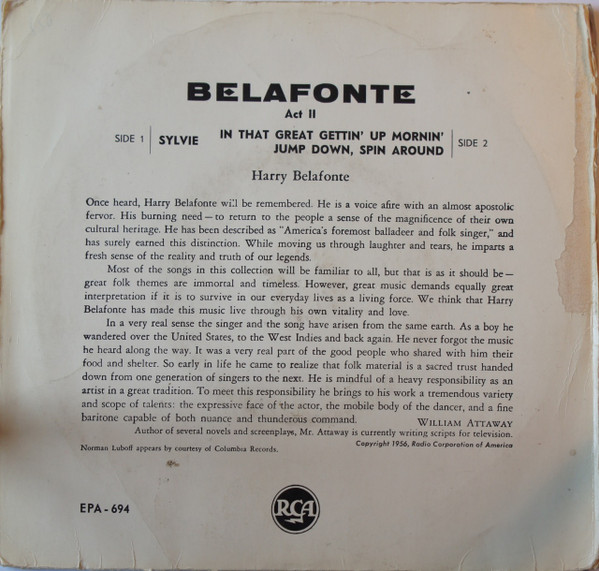 BELAFONTE
Act II
SIDE 1 SYLVIE IN THAT GREAT GETTIN' UP MORNIN'
JUMP DOWN, SPIN AROUND SIDE 2
Harry Belafonte
Once heard, Harry Belafonte will be remembered. He is a voice afire with an almost apostolic
fervor. His burning need—to return to the people a sense of the magnificence of their own
cultural heritage. He has been described as "America's foremost balladeer and folk singer," and
has surely earned this distinction. While moving us through laughter and tears, he imparts a
fresh sense of the reality and truth of our legends.
Most of the songs in this collection will be familiar to all, but that is as it should be—
great folk themes are immortal and timeless. However, great music demands equally great
interpretation if it is to survive in our everyday lives as a living force. We think that Harry
Belafonte has made this music live through his own vitality and love.
In a very real sense the singer and the song have arisen from the same earth. As a boy he
wandered over the United States, to the West Indies and back again. He never forgot the music
he heard along the way. It was a very real part of the good people who shared with him their
food and shelter. So early in life he came to realize that folk material is a sacred trust handed
down from one generation of singers to the next. He is mindful of a heavy responsibility as an
artist in a great tradition. To meet this responsibility he brings to his work a tremendous variety
and scope of talents: the expressive face of the actor, the mobile body of the dancer, and a fine
baritone capable of both nuance and thunderous command. WILLIAM ATTAWAY
Author of several novels and screenplays, Mr. Attaway is currently writing scripts for television.
Norman Luboff appears by courtesy of Columbia Records. Copyright 1956, Radio Corporation of America
EPA-694
RCA